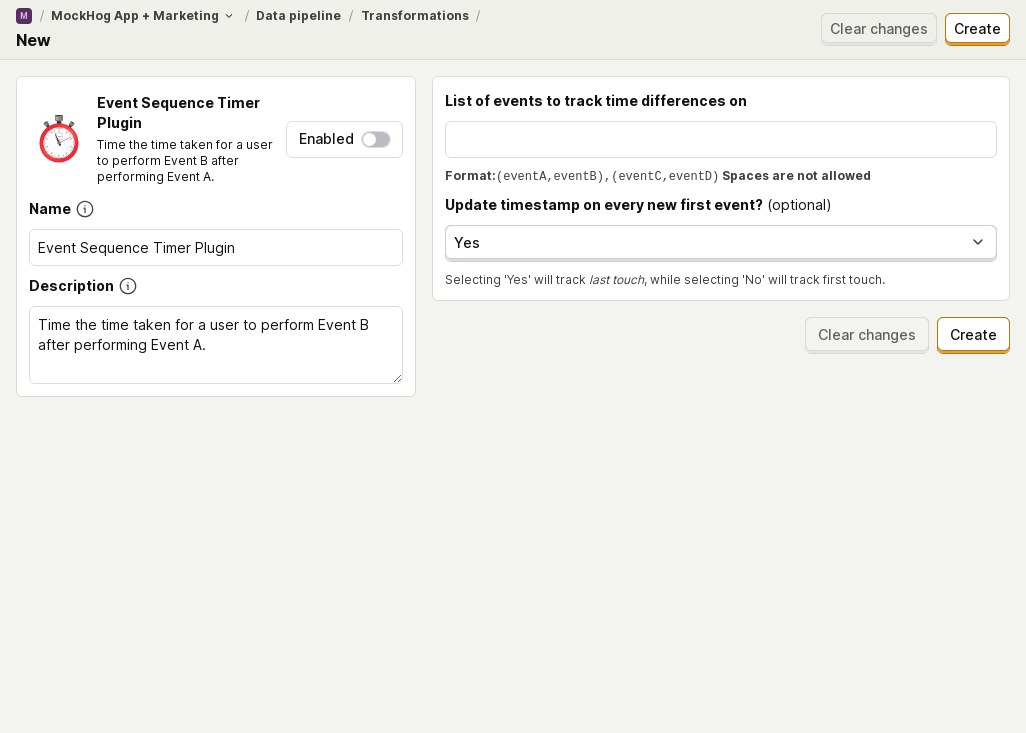 M / MockHog App + Marketing / Data pipeline / Transformations /
New
Clear changes
Create
Event Sequence Timer
Plugin
Time the time taken for a user
to perform Event B after
performing Event A.
Enabled
Name
Event Sequence Timer Plugin
Description
Time the time taken for a user to perform Event B
after performing Event A.
List of events to track time differences on
Format:(eventA,eventB),(eventC,eventD) Spaces are not allowed
Update timestamp on every new first event? (optional)
Yes
Selecting 'Yes' will track last touch, while selecting 'No' will track first touch.
Clear changes
Create